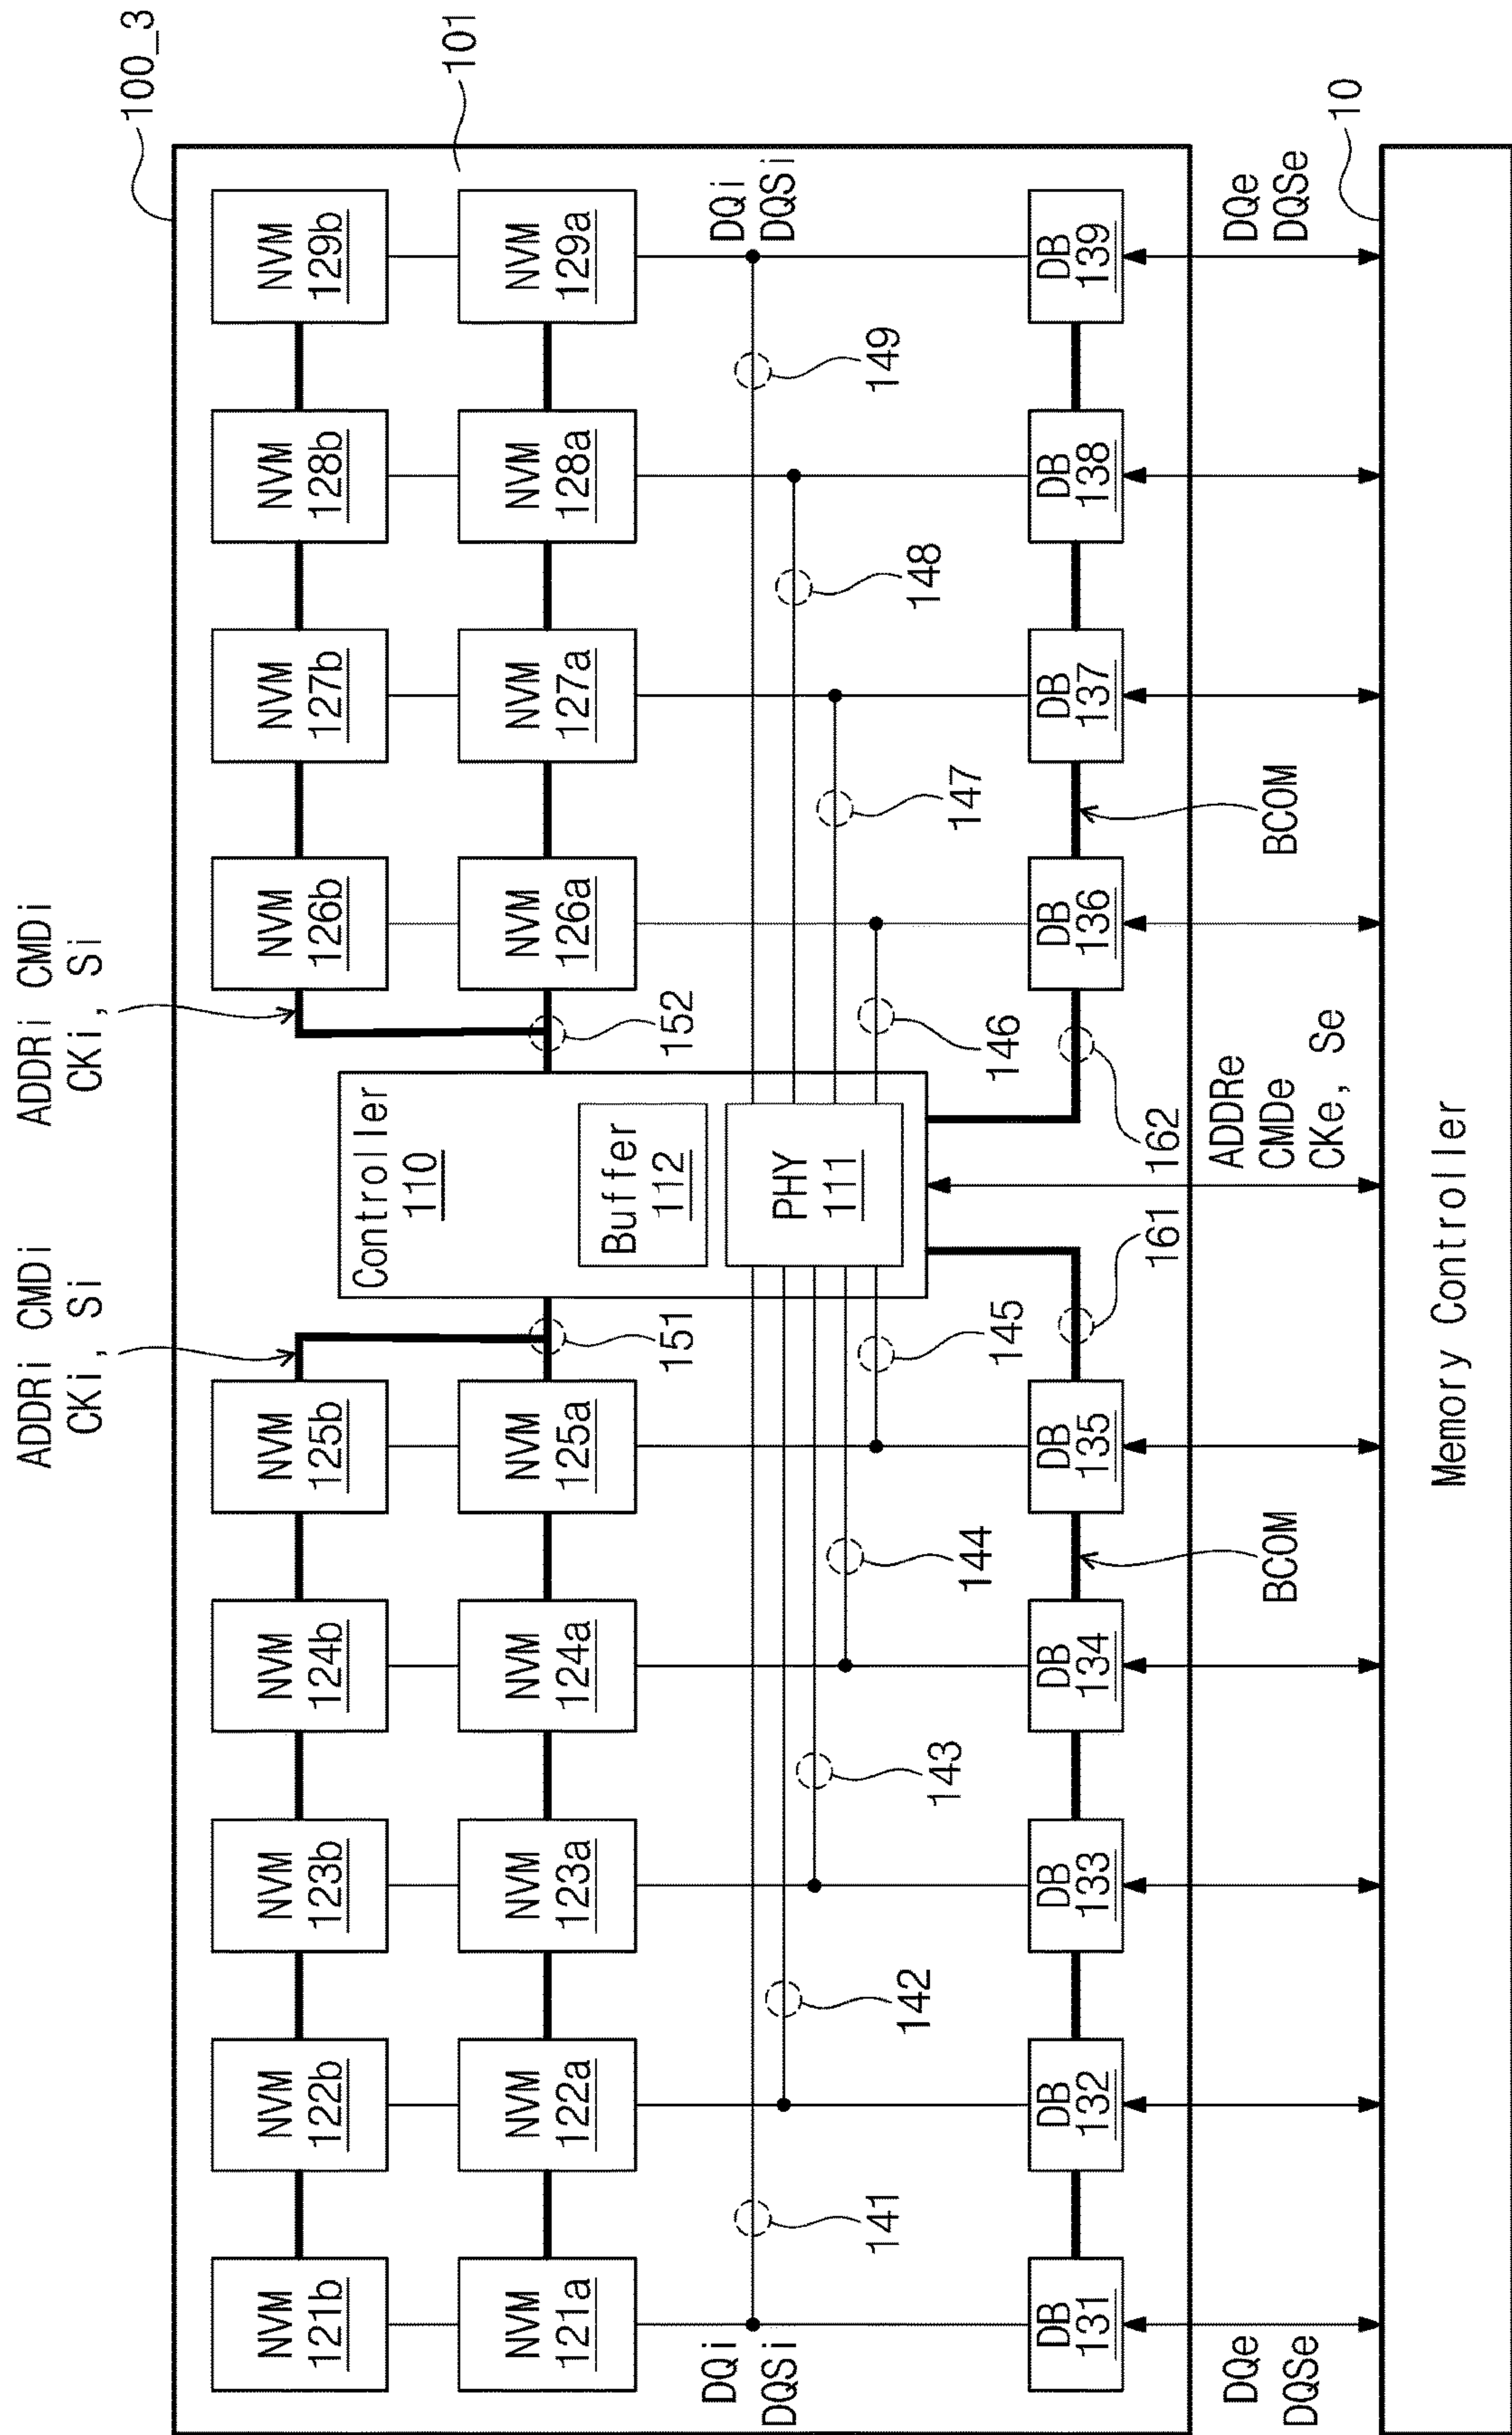 100_3
101
ADDRi CMDi
CKi, Si
ADDRi CMDi
CKi, Si
NVM
121b
NVM
122b
NVM
123b
NVM
124b
NVM
125b
NVM
126b
NVM
127b
NVM
128b
NVM
129b
NVM
121a
NVM
122a
NVM
123a
NVM
124a
NVM
125a
NVM
126a
NVM
127a
NVM
128a
NVM
129a
151
152
Controller
110
Buffer
112
PHY
111
DQi
DQSi
DQi
DQSi
141
142
143
144
145
146
147
148
149
DB
131
DB
132
DB
133
DB
134
DB
135
DB
136
DB
137
DB
138
DB
139
BCOM
161
162
BCOM
DQe
DQSe
ADDRe
CMDe
CKe, Se
DQe
DQSe
10
Memory Controller